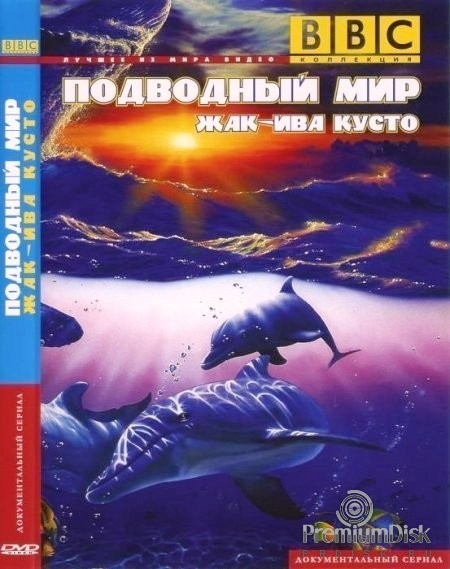 BBC
ЛУЧШЕЕ ИЗ МИРА ВИДЕО
КОЛЛЕКЦИЯ
ПОДВОДНЫЙ МИР
ЖАК-ИВА КУСТО
BBC
ПОДВОДНЫЙ МИР
ЖАК-ИВА КУСТО
ДОКУМЕНТАЛЬНЫЙ СЕРИАЛ
DVD
VIDEO
PremiumDisk
ДОКУМЕНТАЛЬНЫЙ СЕРИАЛ